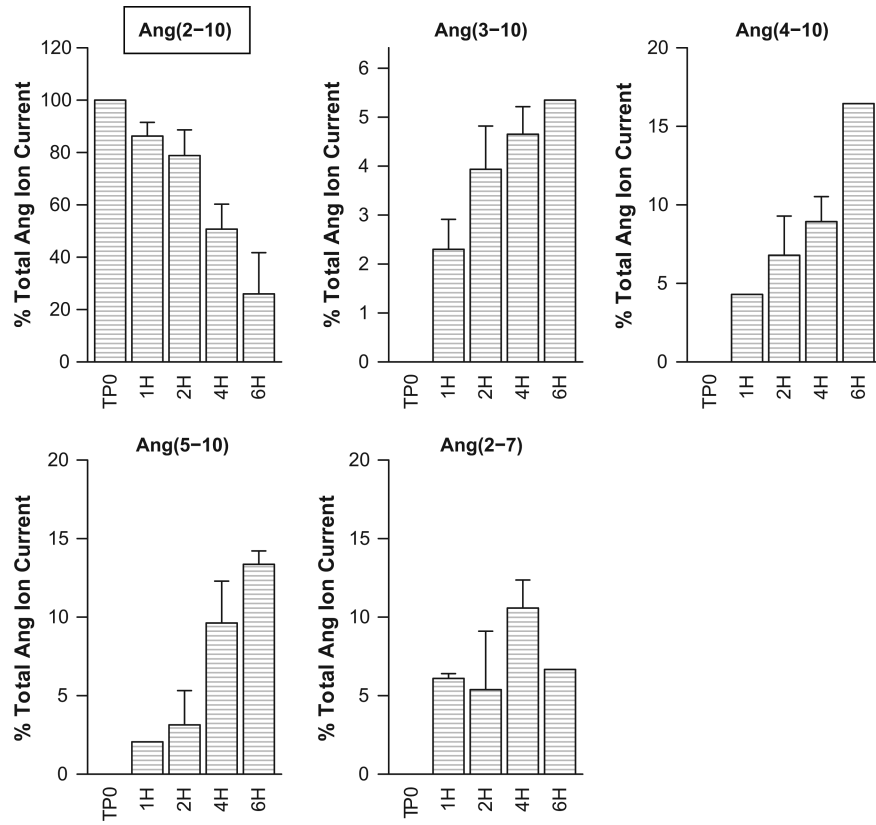 Ang(2−10)
% Total Ang Ion Current
120
100
80
60
40
20
0
TP0 1H 2H 4H 6H
Ang(3−10)
% Total Ang Ion Current
6
5
4
3
2
1
0
TP0 1H 2H 4H 6H
Ang(4−10)
% Total Ang Ion Current
20
15
10
5
0
TP0 1H 2H 4H 6H
Ang(5−10)
% Total Ang Ion Current
20
15
10
5
0
TP0 1H 2H 4H 6H
Ang(2−7)
% Total Ang Ion Current
20
15
10
5
0
TP0 1H 2H 4H 6H